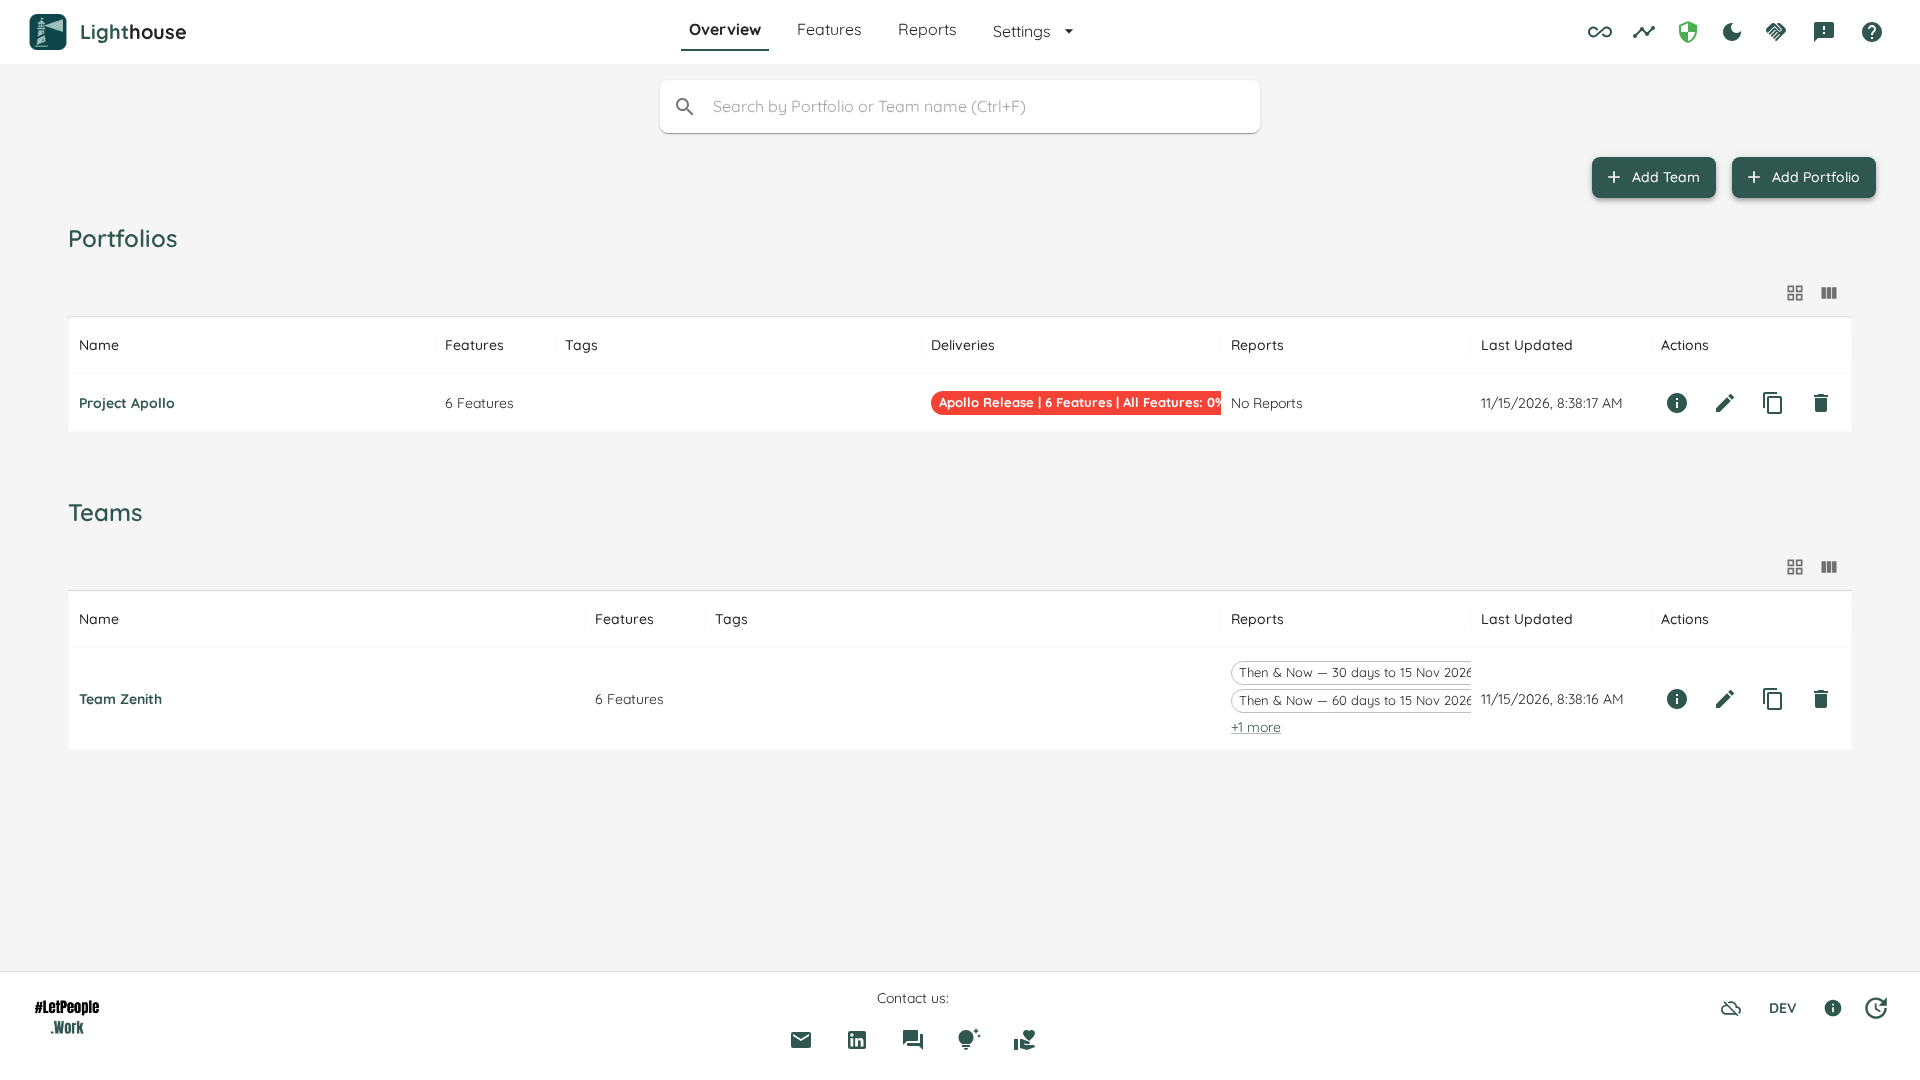 Lighthouse
Overview
Features
Reports
Settings
Search by Portfolio or Team name (Ctrl+F)
Add Team
Add Portfolio
Portfolios
Name
Features
Tags
Deliveries
Reports
Last Updated
Actions
Project Apollo
6 Features
Apollo Release | 6 Features | All Features: 0%
No Reports
11/15/2026, 8:38:17 AM
Teams
Name
Features
Tags
Reports
Last Updated
Actions
Team Zenith
6 Features
Then & Now — 30 days to 15 Nov 2026
Then & Now — 60 days to 15 Nov 2026
+1 more
11/15/2026, 8:38:16 AM
#LetPeople
.Work
Contact us:
DEV